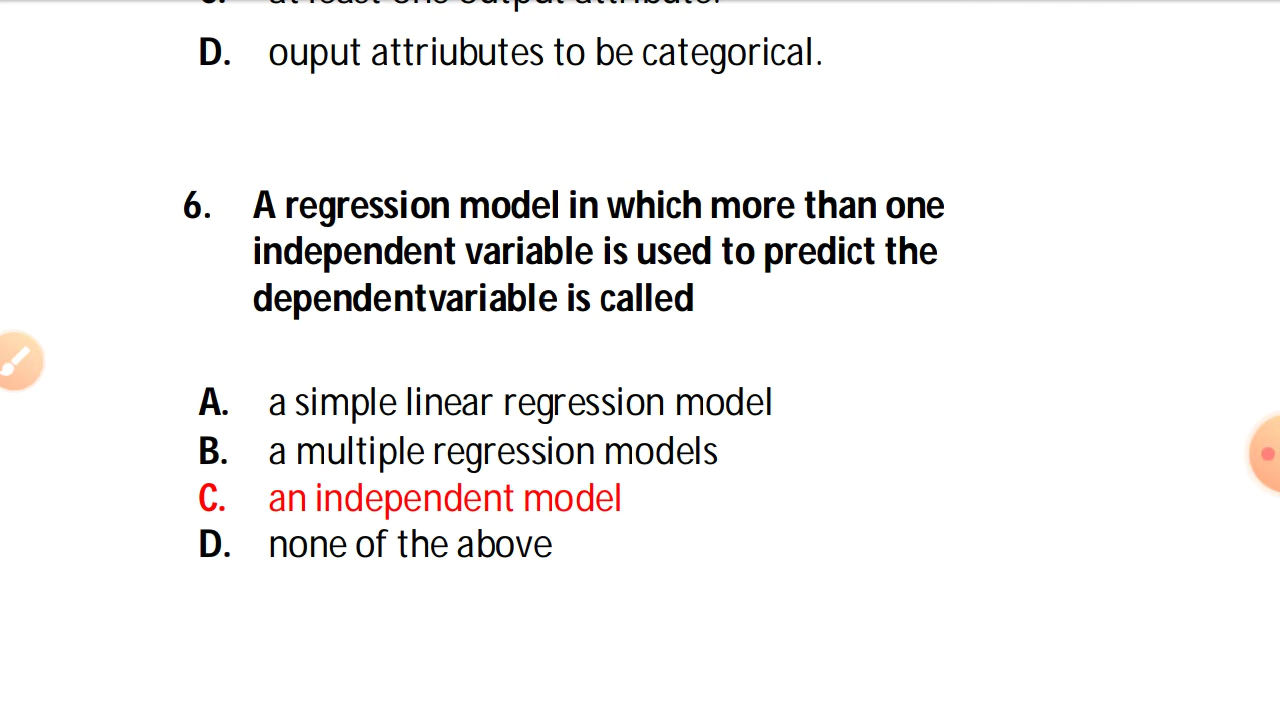 D. ouput attriubutes to be categorical.
6. A regression model in which more than one
independent variable is used to predict the
dependentvariable is called
A. a simple linear regression model
B. a multiple regression models
C. an independent model
D. none of the above